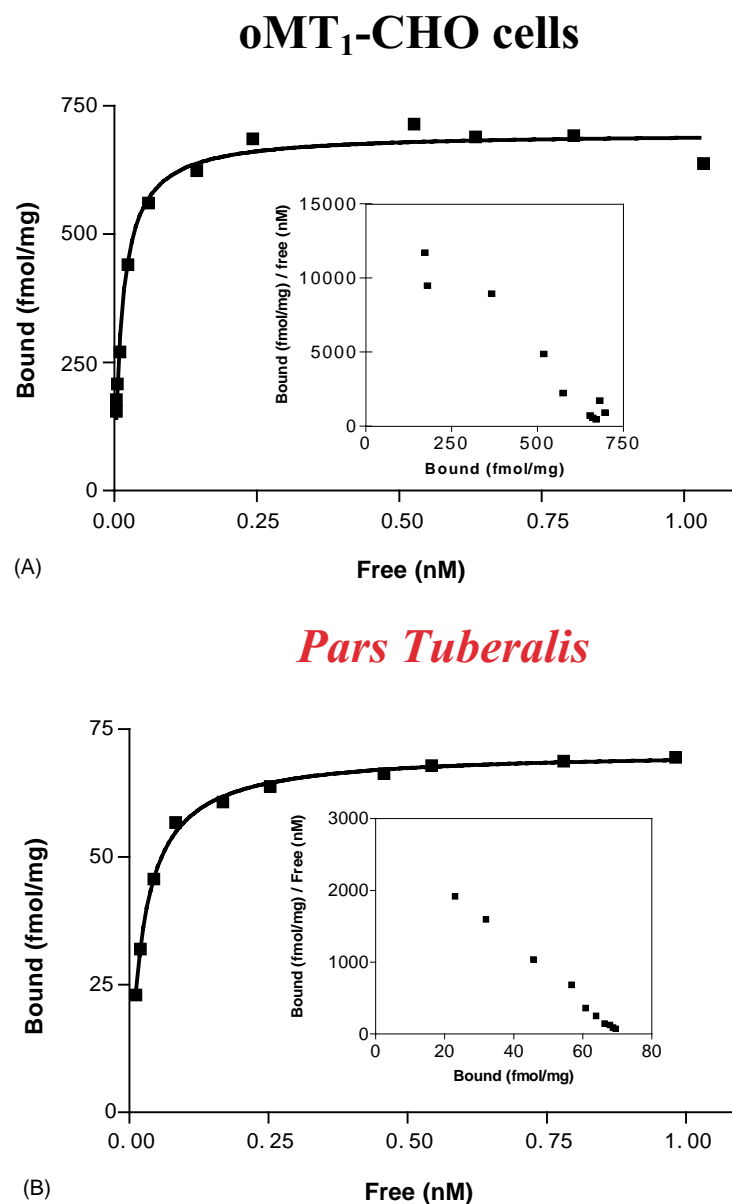 oMT1-CHO cells
750
500
250
0
Bound (fmol/mg)
0.00 0.25 0.50 0.75 1.00
Free (nM)
15000
10000
5000
0
Bound (fmol/mg) / free (nM)
0 250 500 750
Bound (fmol/mg)
(A)
Pars Tuberalis
75
50
25
0
Bound (fmol/mg)
0.00 0.25 0.50 0.75 1.00
Free (nM)
3000
2000
1000
0
Bound (fmol/mg) / Free (nM)
0 20 40 60 80
Bound (fmol/mg)
(B)